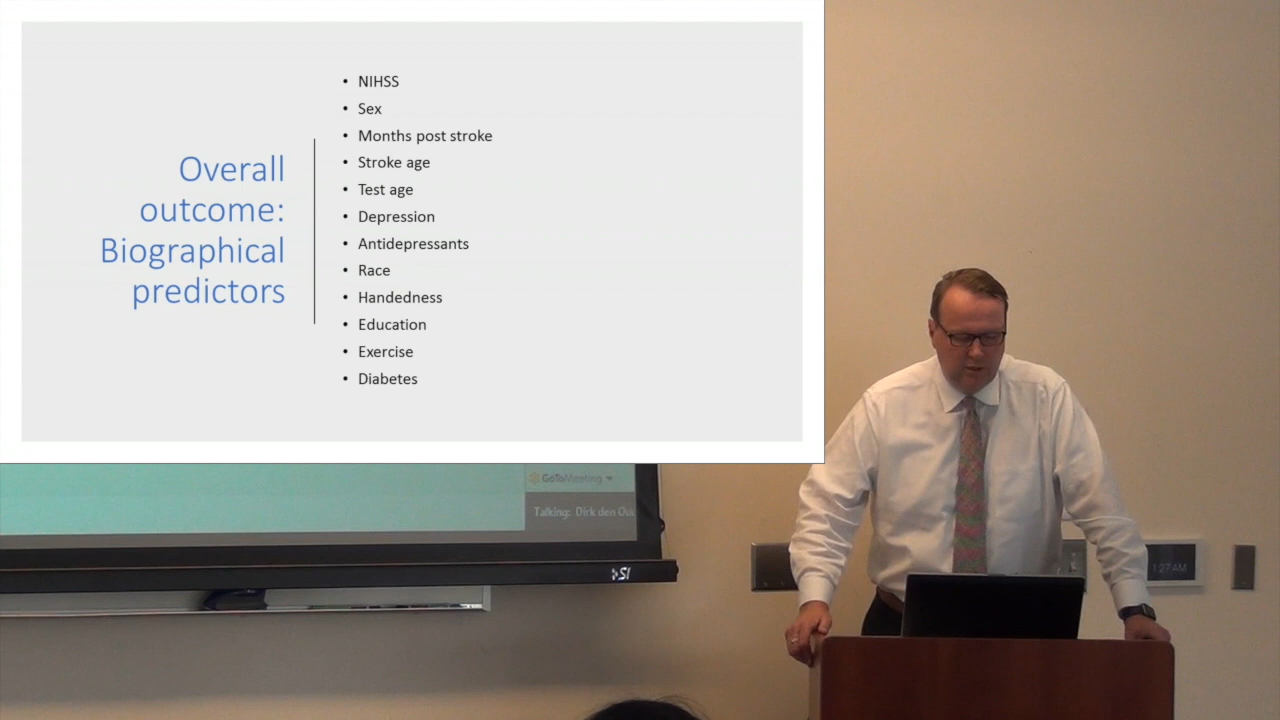 Overall
outcome:
Biographical
predictors
• NIHSS
• Sex
• Months post stroke
• Stroke age
• Test age
• Depression
• Antidepressants
• Race
• Handedness
• Education
• Exercise
• Diabetes
GoToMeeting
Talking: Dirk den
1:27 AM